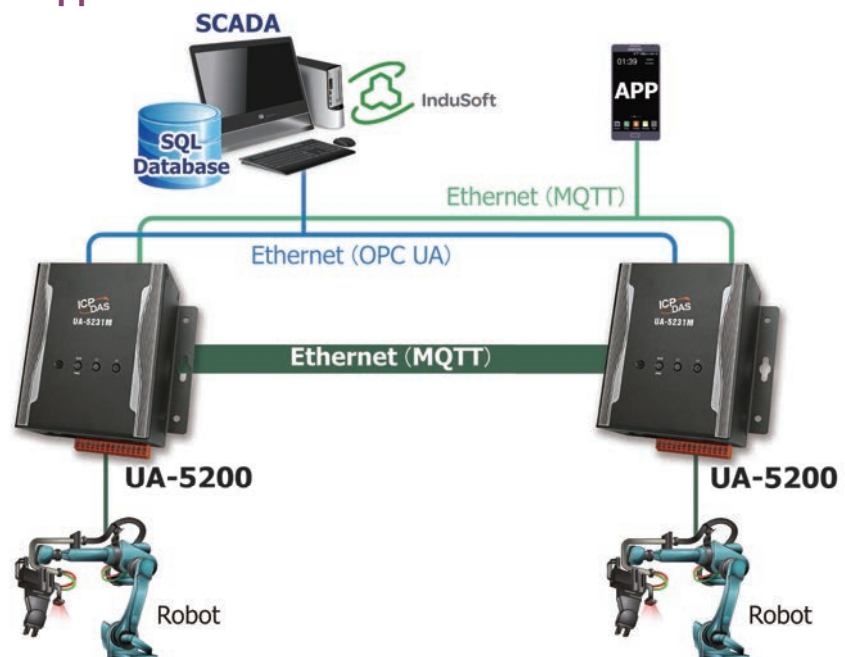 SCADA
InduSoft
SQL
Database
01:39
APP
Ethernet (MQTT)
Ethernet (OPC UA)
ICP
DAS
UA-5231M
ICP
DAS
UA-5231M
Ethernet (MQTT)
UA-5200
UA-5200
Robot
Robot